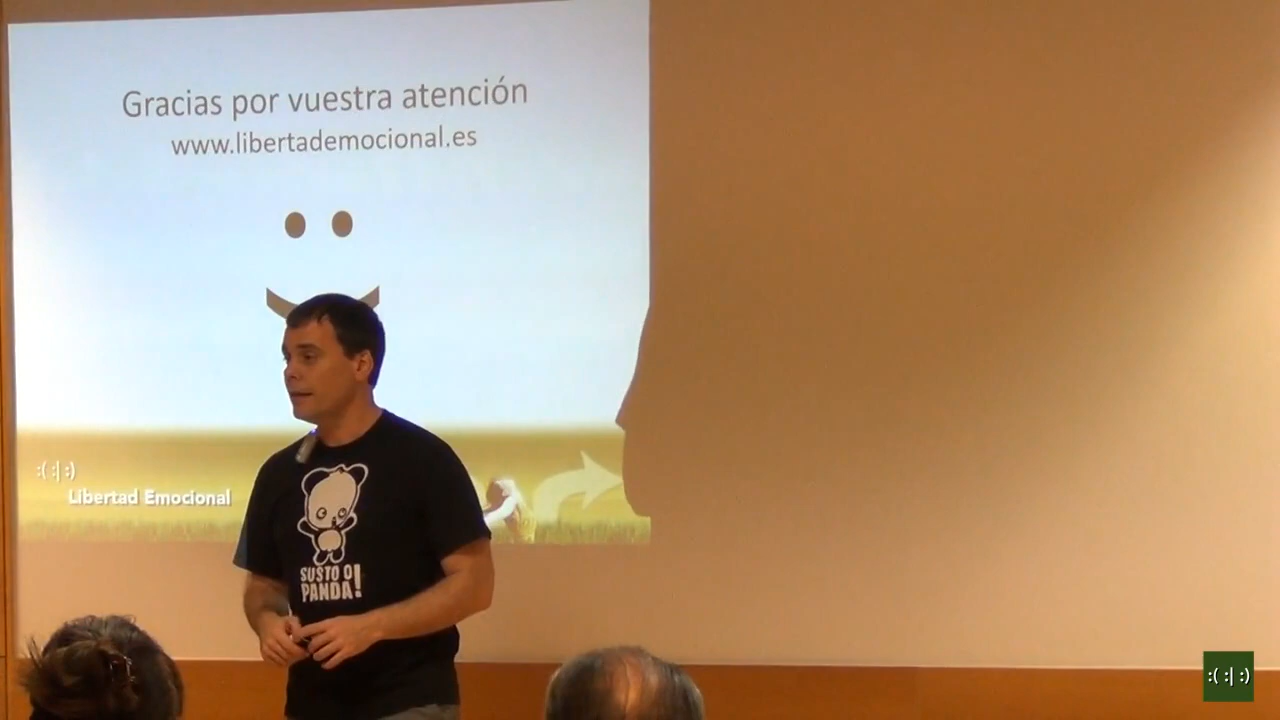 Gracias por vuestra atención
www.libertademocional.es
:( :| :)
Libertad Emocional
SUSTO O
PANDA!
:( :| :)